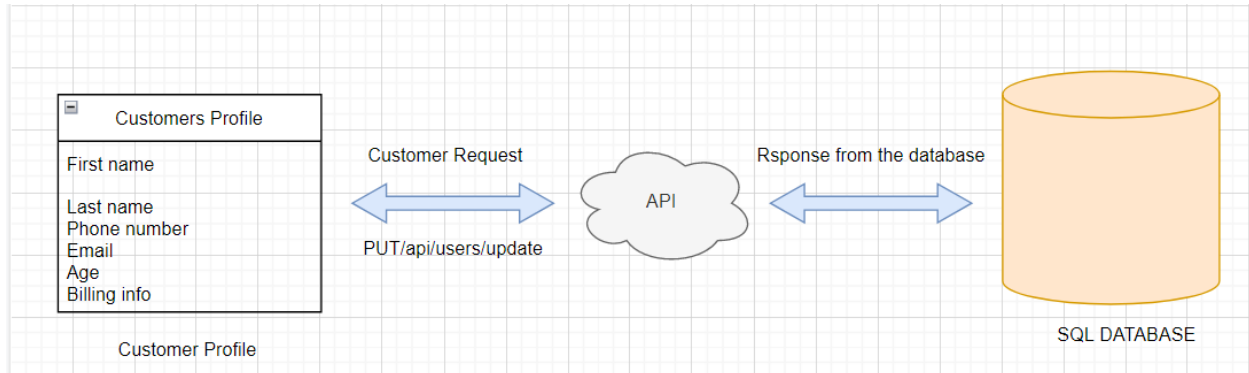 Customers Profile
First name
Last name
Phone number
Email
Age
Billing info
Customer Profile
Customer Request
PUT/api/users/update
API
Rsponse from the database
SQL DATABASE